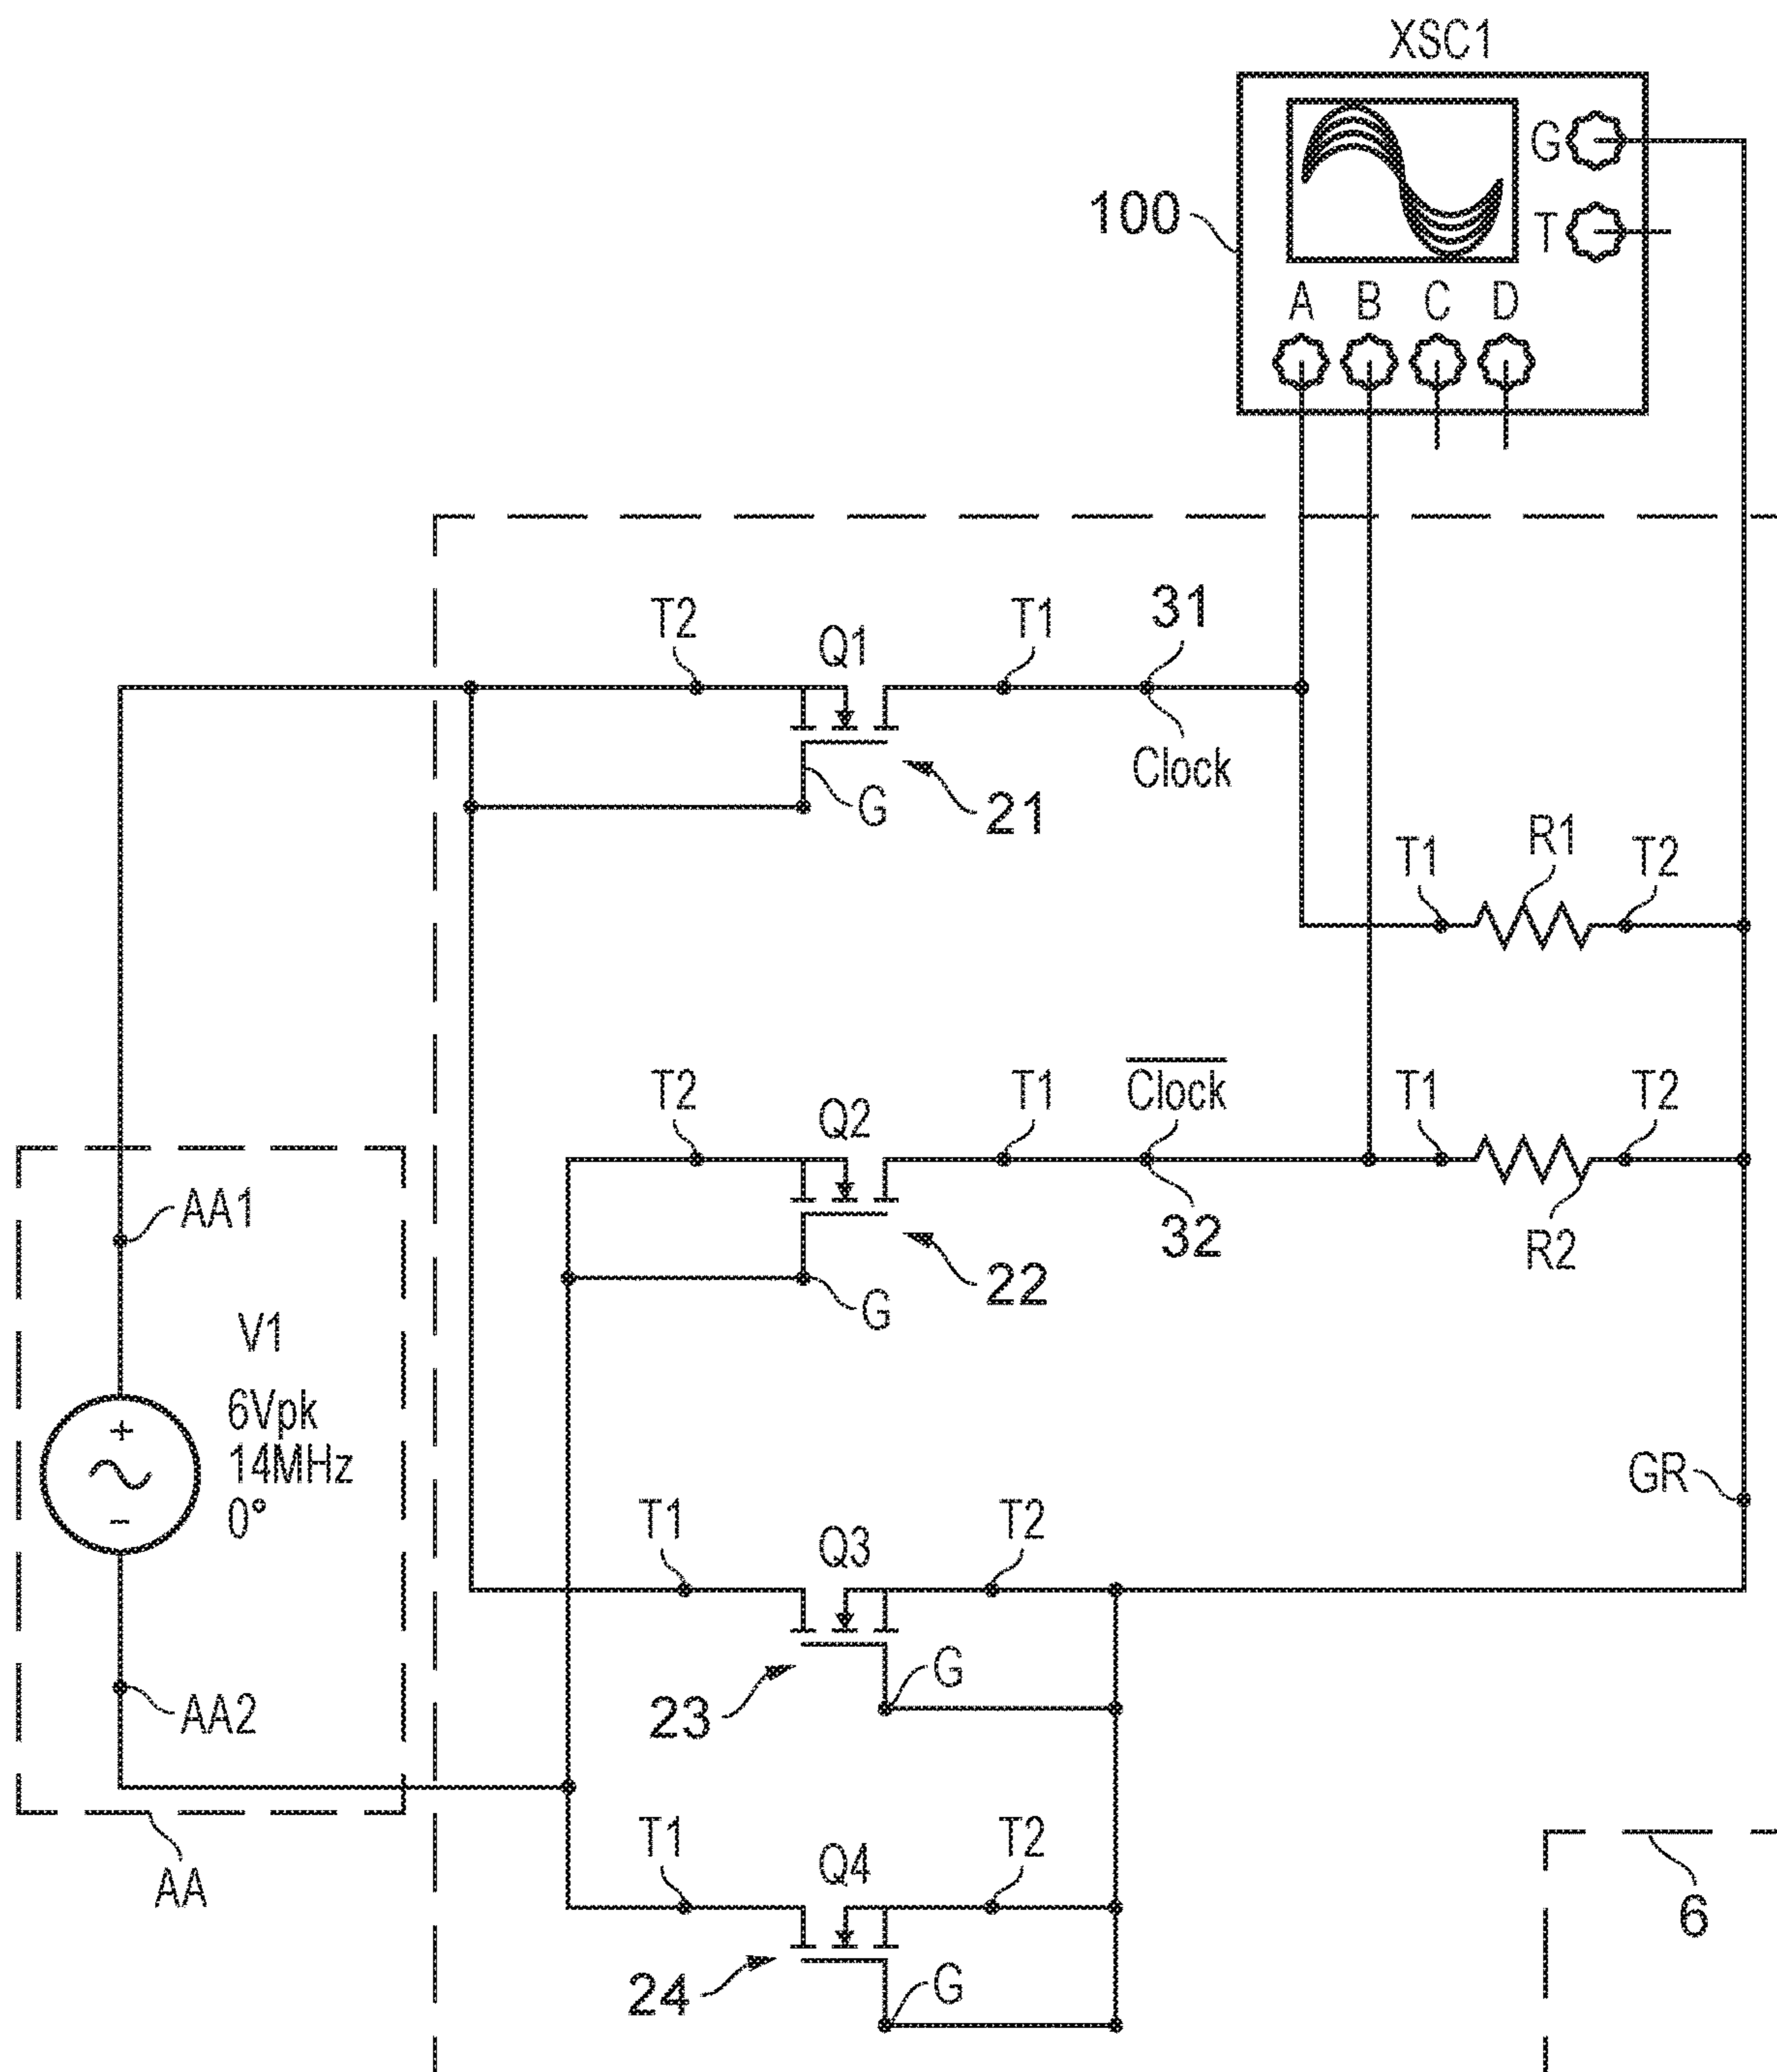 XSC1
G
100
T
A B C D
T2 Q1 T1 31
Clock
G 21
T1 R1 T2
T2 Q2 T1 Clock T1 T2
AA1
32
R2
G 22
V1
6Vpk
14MHz
0°
+
−
GR
T1 Q3 T2
G
23
AA2
T1 Q4 T2
AA
6
24 G